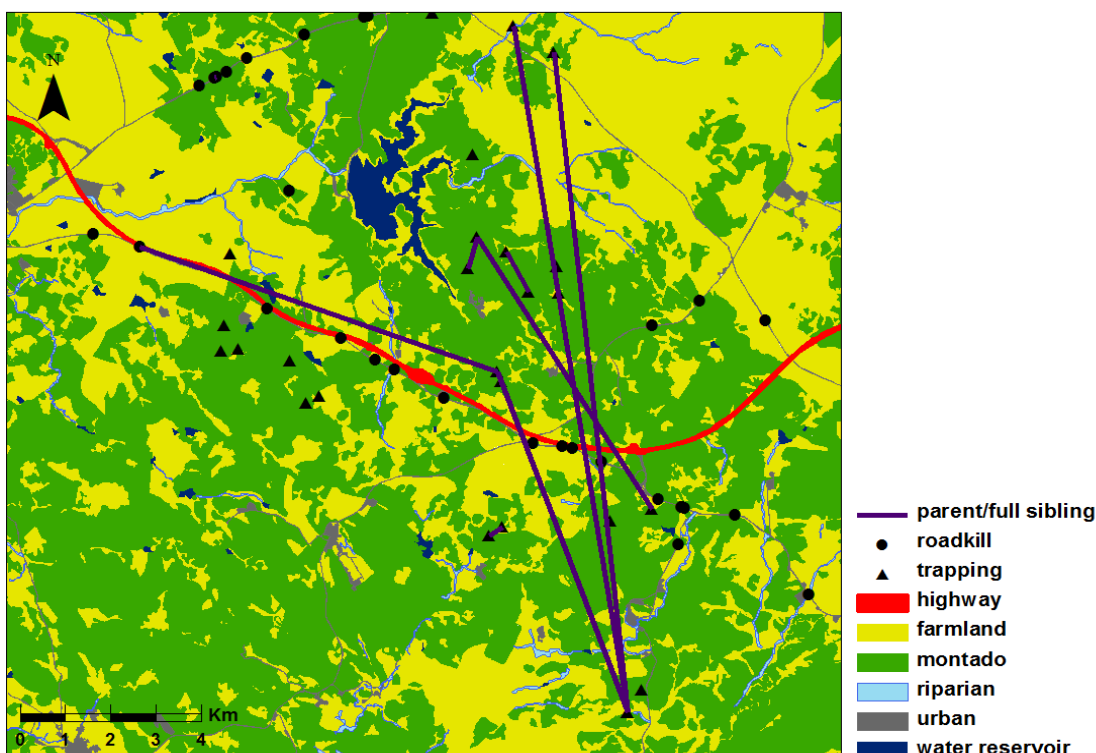 N
Km
0 1 2 3 4
parent/full sibling
roadkill
trapping
highway
farmland
montado
riparian
urban
water reservoir